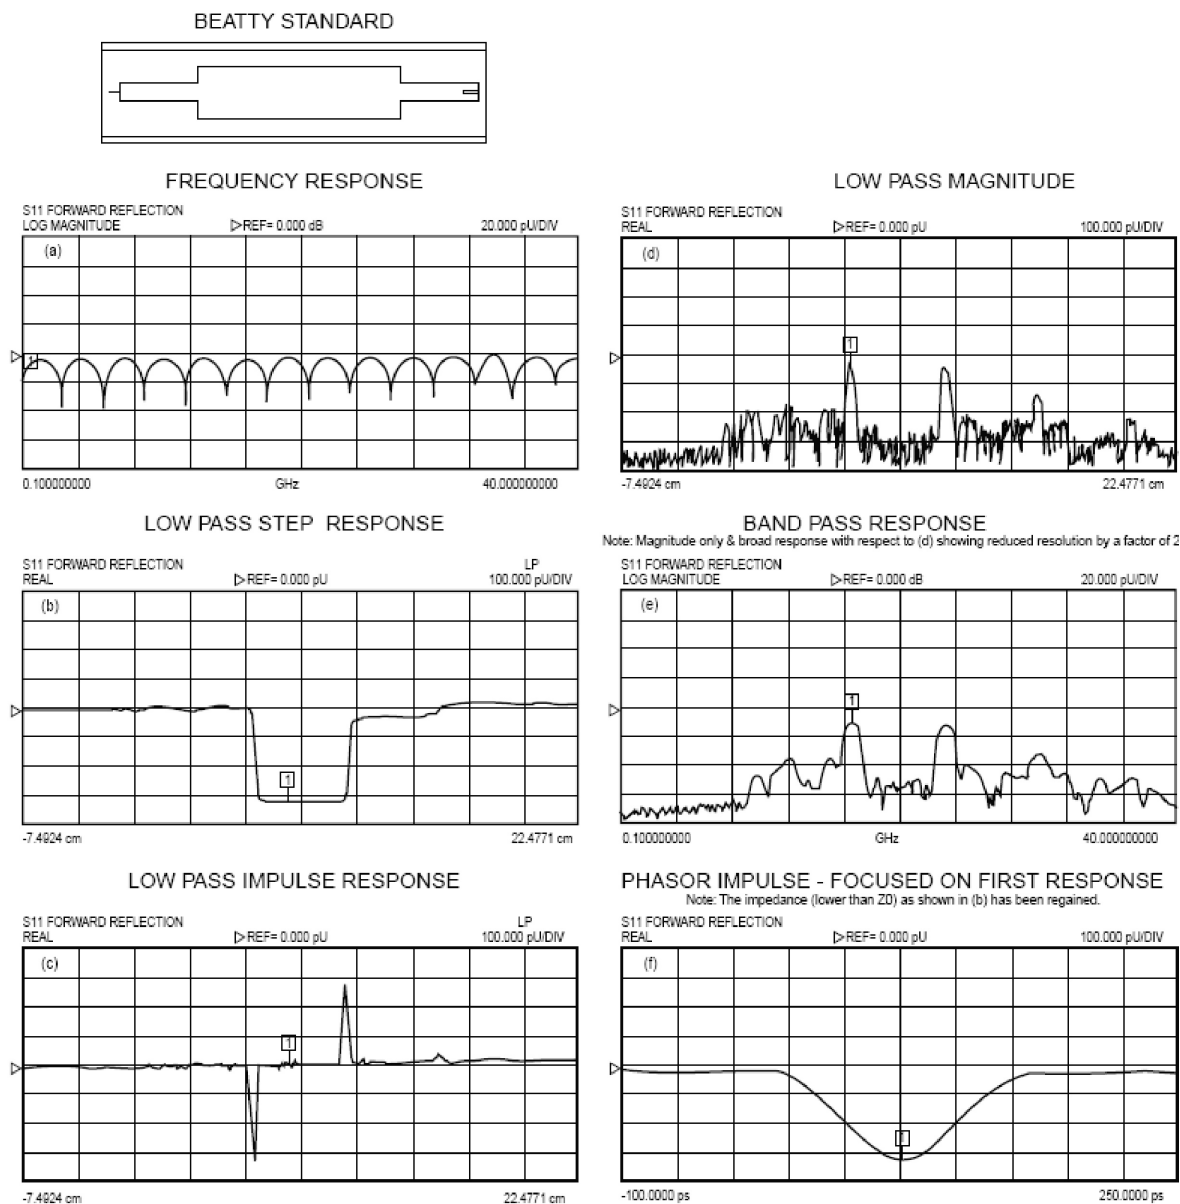 BEATTY STANDARD
FREQUENCY RESPONSE
S11 FORWARD REFLECTION
LOG MAGNITUDE ▷REF= 0.000 dB 20.000 pU/DIV
(a)
1
0.100000000 GHz 40.000000000
LOW PASS STEP RESPONSE
S11 FORWARD REFLECTION LP
REAL ▷REF= 0.000 pU 100.000 pU/DIV
(b)
1
-7.4924 cm 22.4771 cm
LOW PASS IMPULSE RESPONSE
S11 FORWARD REFLECTION LP
REAL ▷REF= 0.000 pU 100.000 pU/DIV
(c)
1
-7.4924 cm 22.4771 cm
LOW PASS MAGNITUDE
S11 FORWARD REFLECTION
REAL ▷REF= 0.000 pU 100.000 pU/DIV
(d)
1
-7.4924 cm 22.4771 cm
BAND PASS RESPONSE
Note: Magnitude only & broad response with respect to (d) showing reduced resolution by a factor of 2
S11 FORWARD REFLECTION
LOG MAGNITUDE ▷REF= 0.000 dB 20.000 pU/DIV
(e)
1
0.100000000 GHz 40.000000000
PHASOR IMPULSE - FOCUSED ON FIRST RESPONSE
Note: The impedance (lower than Z0) as shown in (b) has been regained.
S11 FORWARD REFLECTION
REAL ▷REF= 0.000 pU 100.000 pU/DIV
(f)
1
-100.0000 ps 250.0000 ps